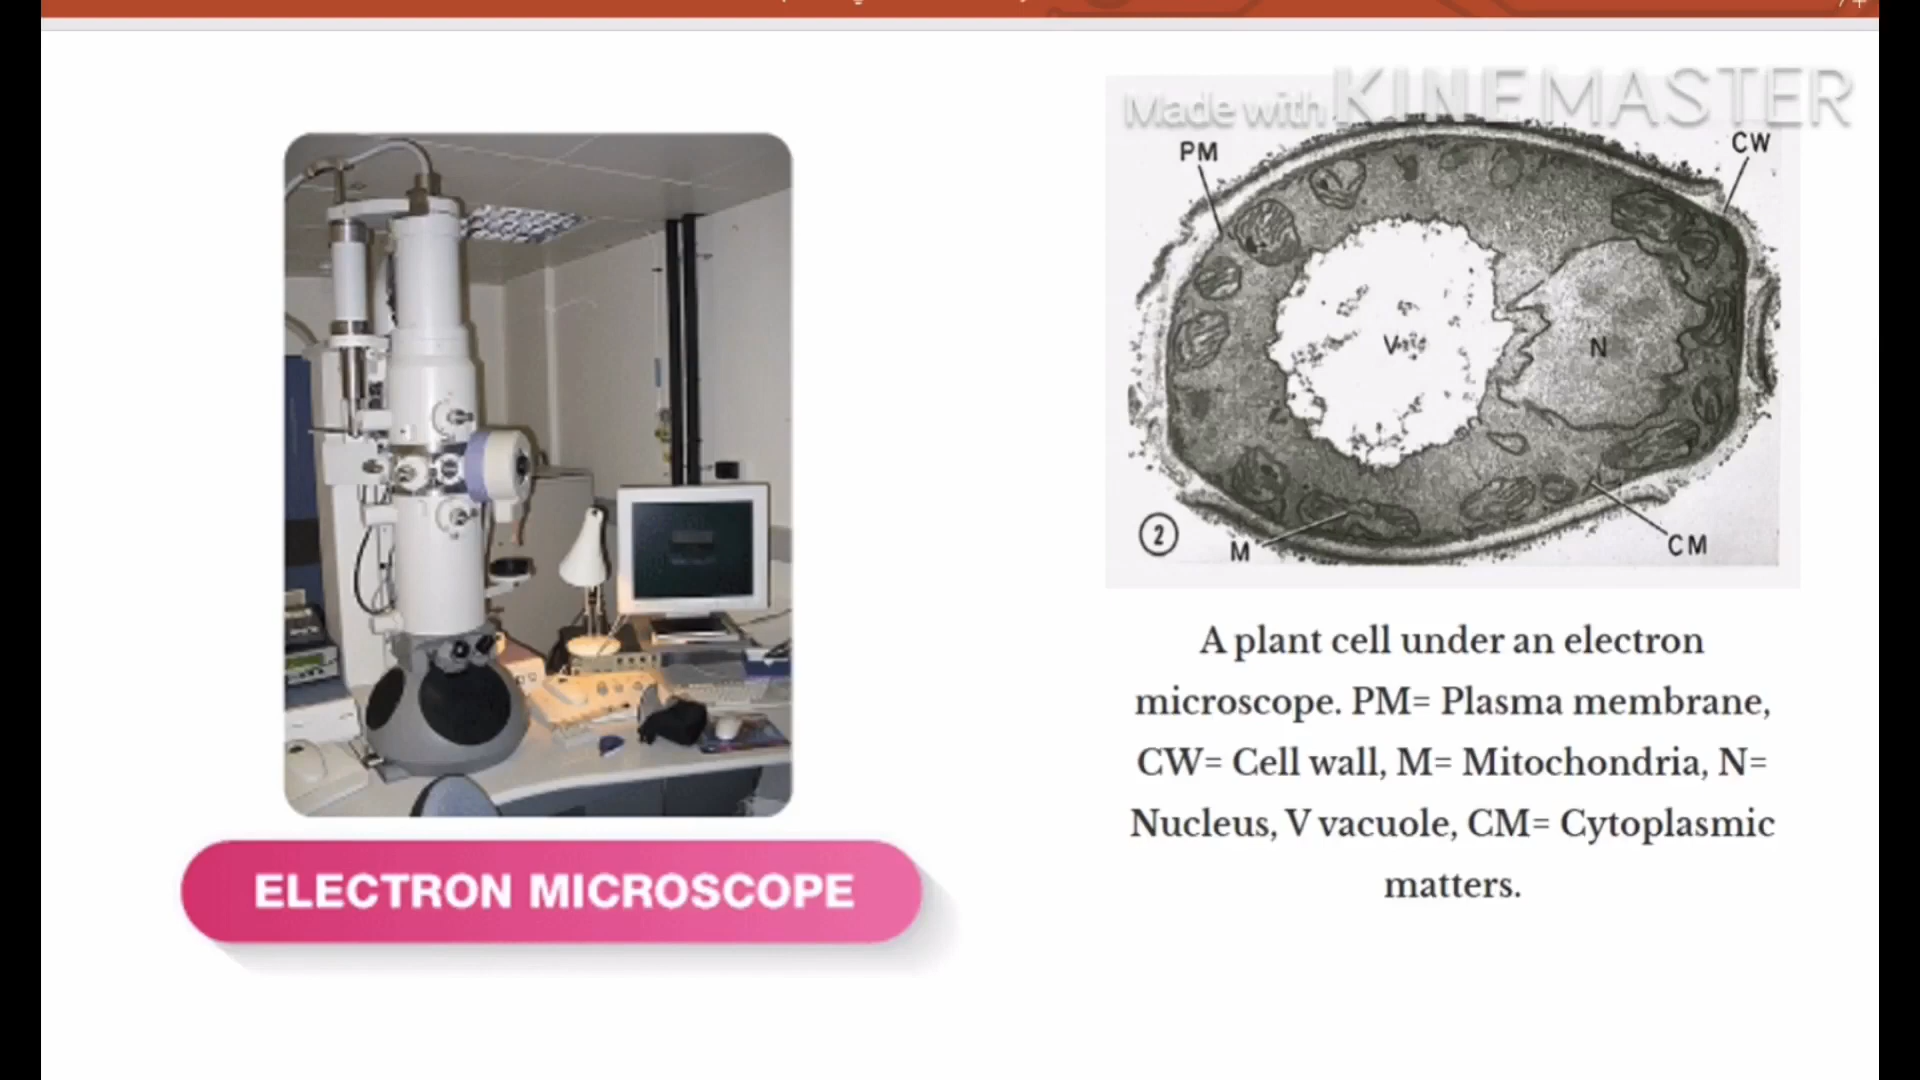 Made with KINEMASTER
PM
CW
V
N
2
M
CM
A plant cell under an electron
microscope. PM= Plasma membrane,
CW= Cell wall, M= Mitochondria, N=
Nucleus, V vacuole, CM= Cytoplasmic
matters.
ELECTRON MICROSCOPE